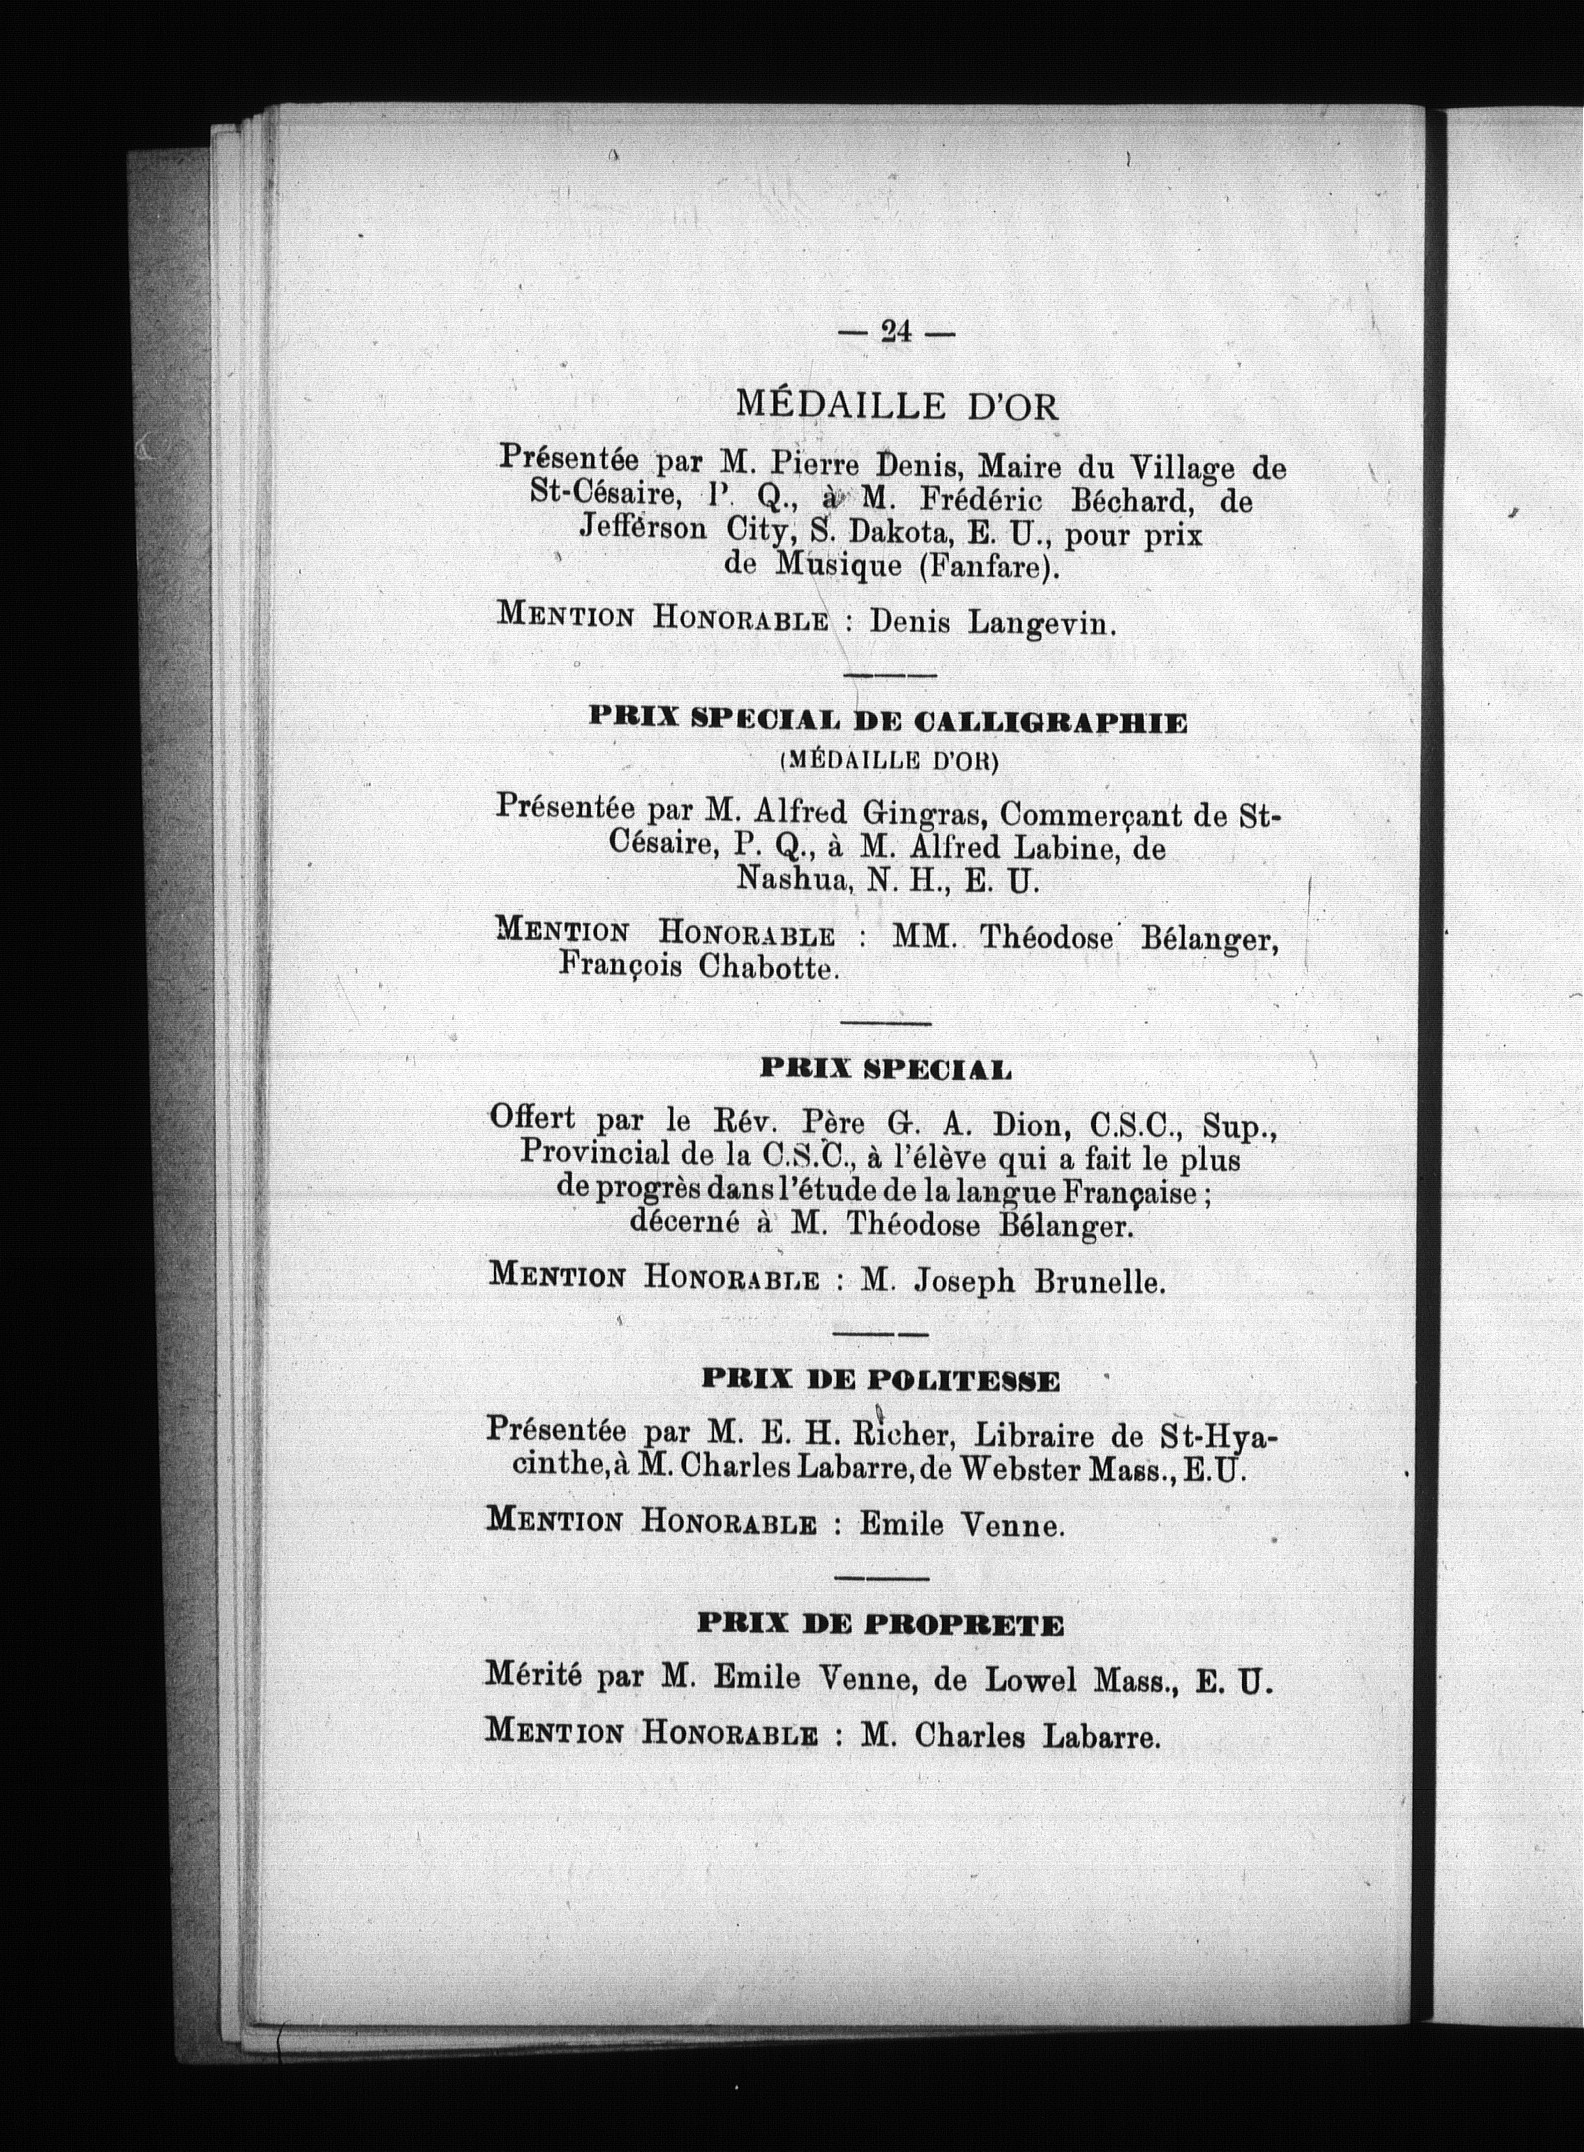 — 24 —
MÉDAILLE D'OR
Présentée par M. Pierre Denis, Maire du Village de
St-Césaire, P. Q., à M. Frédéric Béchard, de
Jefferson City, S. Dakota, E. U., pour prix
de Musique (Fanfare).
MENTION HONORABLE : Denis Langevin.
PRIX SPECIAL DE CALLIGRAPHIE
(MÉDAILLE D'OR)
Présentée par M. Alfred Gingras, Commerçant de St-
Césaire, P. Q., à M. Alfred Labine, de
Nashua, N. H., E. U.
MENTION HONORABLE : MM. Théodose Bélanger,
François Chabotte.
PRIX SPECIAL
Offert par le Rév. Père G. A. Dion, C.S.C., Sup.,
Provincial de la C.S.C., à l'élève qui a fait le plus
de progrès dans l'étude de la langue Française ;
décerné à M. Théodose Bélanger.
MENTION HONORABLE : M. Joseph Brunelle.
PRIX DE POLITESSE
Présentée par M. E. H. Richer, Libraire de St-Hya-
cinthe, à M. Charles Labarre, de Webster Mass., E.U.
MENTION HONORABLE : Emile Venne.
PRIX DE PROPRETE
Mérité par M. Emile Venne, de Lowel Mass., E. U.
MENTION HONORABLE : M. Charles Labarre.